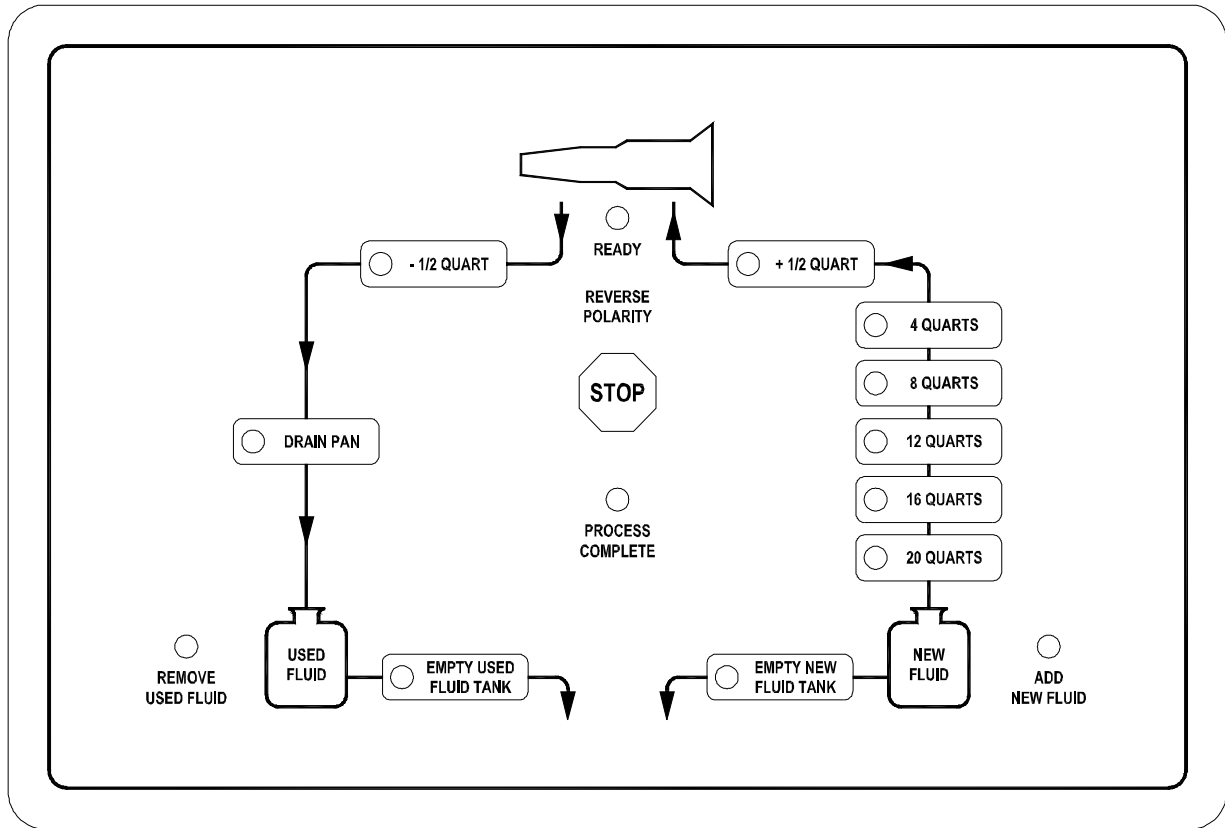 READY
- 1/2 QUART
+ 1/2 QUART
REVERSE
POLARITY
4 QUARTS
8 QUARTS
STOP
DRAIN PAN
12 QUARTS
16 QUARTS
PROCESS
COMPLETE
20 QUARTS
REMOVE
USED FLUID
USED
FLUID
EMPTY USED
FLUID TANK
EMPTY NEW
FLUID TANK
NEW
FLUID
ADD
NEW FLUID